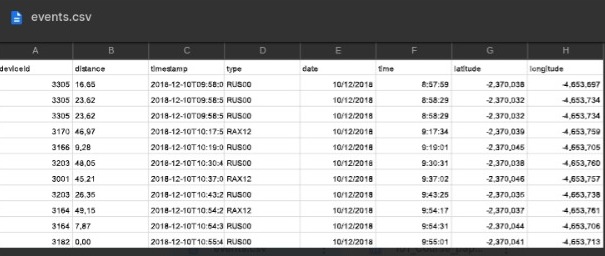 events.csv
A B C D E F G H
deviceid distance timestamp type date time latitude longitude
3305 16.65 2018-12-10T09:58:0 RUS00 10/12/2018 8:57:59 -2,370,038 -4,653,697
3305 23.62 2018-12-10T09:58:5 RUS00 10/12/2018 8:58:29 -2,370,032 -4,653,734
3305 23.62 2018-12-10T09:58:5 RUS00 10/12/2018 8:58:29 -2,370,032 -4,653,734
3170 46,97 2018-12-10T10:17:5 RAX12 10/12/2018 9:17:34 -2,370,039 -4,653,759
3166 9,28 2018-12-10T10:19:0 RUS00 10/12/2018 9:19:01 -2,370,045 -4,653,705
3203 48,05 2018-12-10T10:30:4 RUS00 10/12/2018 9:30:31 -2,370,038 -4,653,760
3001 45,21 2018-12-10T10:37:0 RAX12 10/12/2018 9:37:02 -2,370,046 -4,653,757
3203 26,35 2018-12-10T10:43:2 RUS00 10/12/2018 9:43:25 -2,370,035 -4,653,738
3164 49,15 2018-12-10T10:54:2 RAX12 10/12/2018 9:54:17 -2,370,037 -4,653,761
3164 7,87 2018-12-10T10:54:3 RUS00 10/12/2018 9:54:31 -2,370,044 -4,653,706
3182 0,00 2018-12-10T10:55:4 RUS00 10/12/2018 9:55:01 -2,370,041 -4,653,713